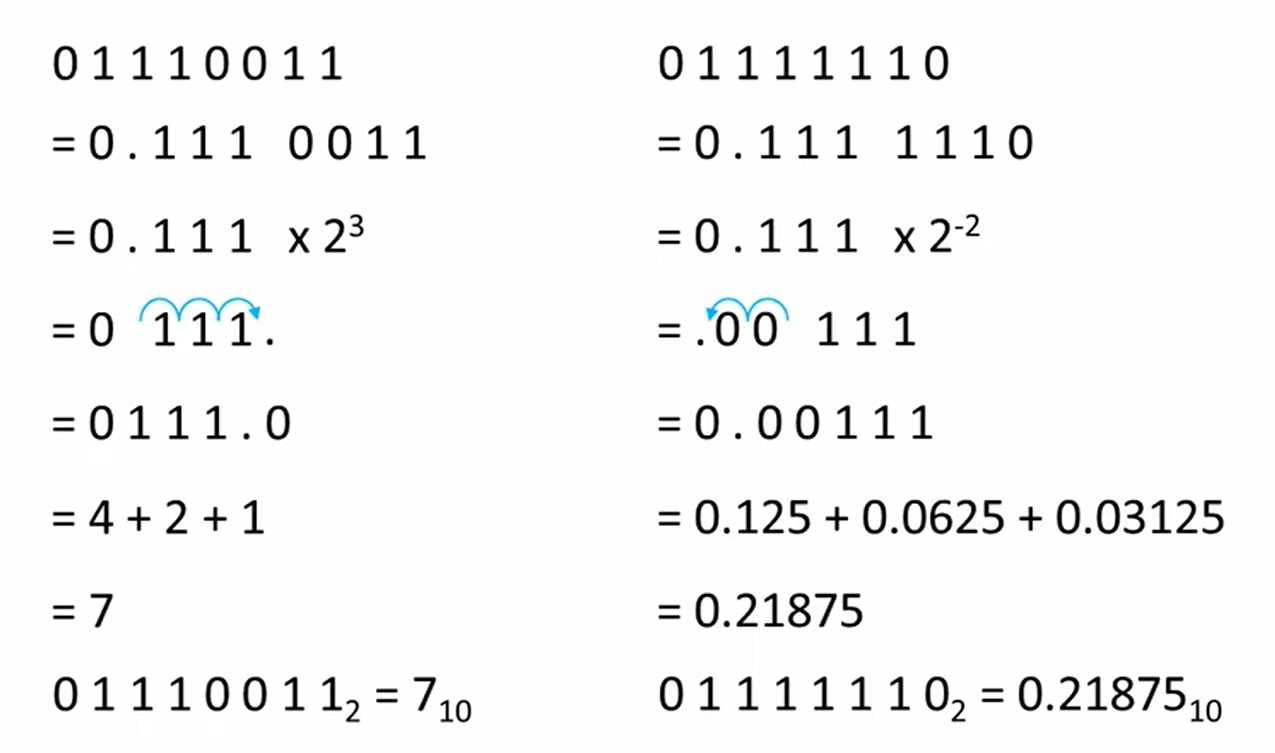 0 1 1 1 0 0 1 1
= 0 . 1 1 1 0 0 1 1
= 0 . 1 1 1 x 2³
= 0 1 1 1 .
= 0 1 1 1 . 0
= 4 + 2 + 1
= 7
0 1 1 1 0 0 1 1₂ = 7₁₀
0 1 1 1 1 1 1 0
= 0 . 1 1 1 1 1 1 0
= 0 . 1 1 1 x 2⁻²
= . 0 0 1 1 1
= 0 . 0 0 1 1 1
= 0.125 + 0.0625 + 0.03125
= 0.21875
0 1 1 1 1 1 1 0₂ = 0.21875₁₀